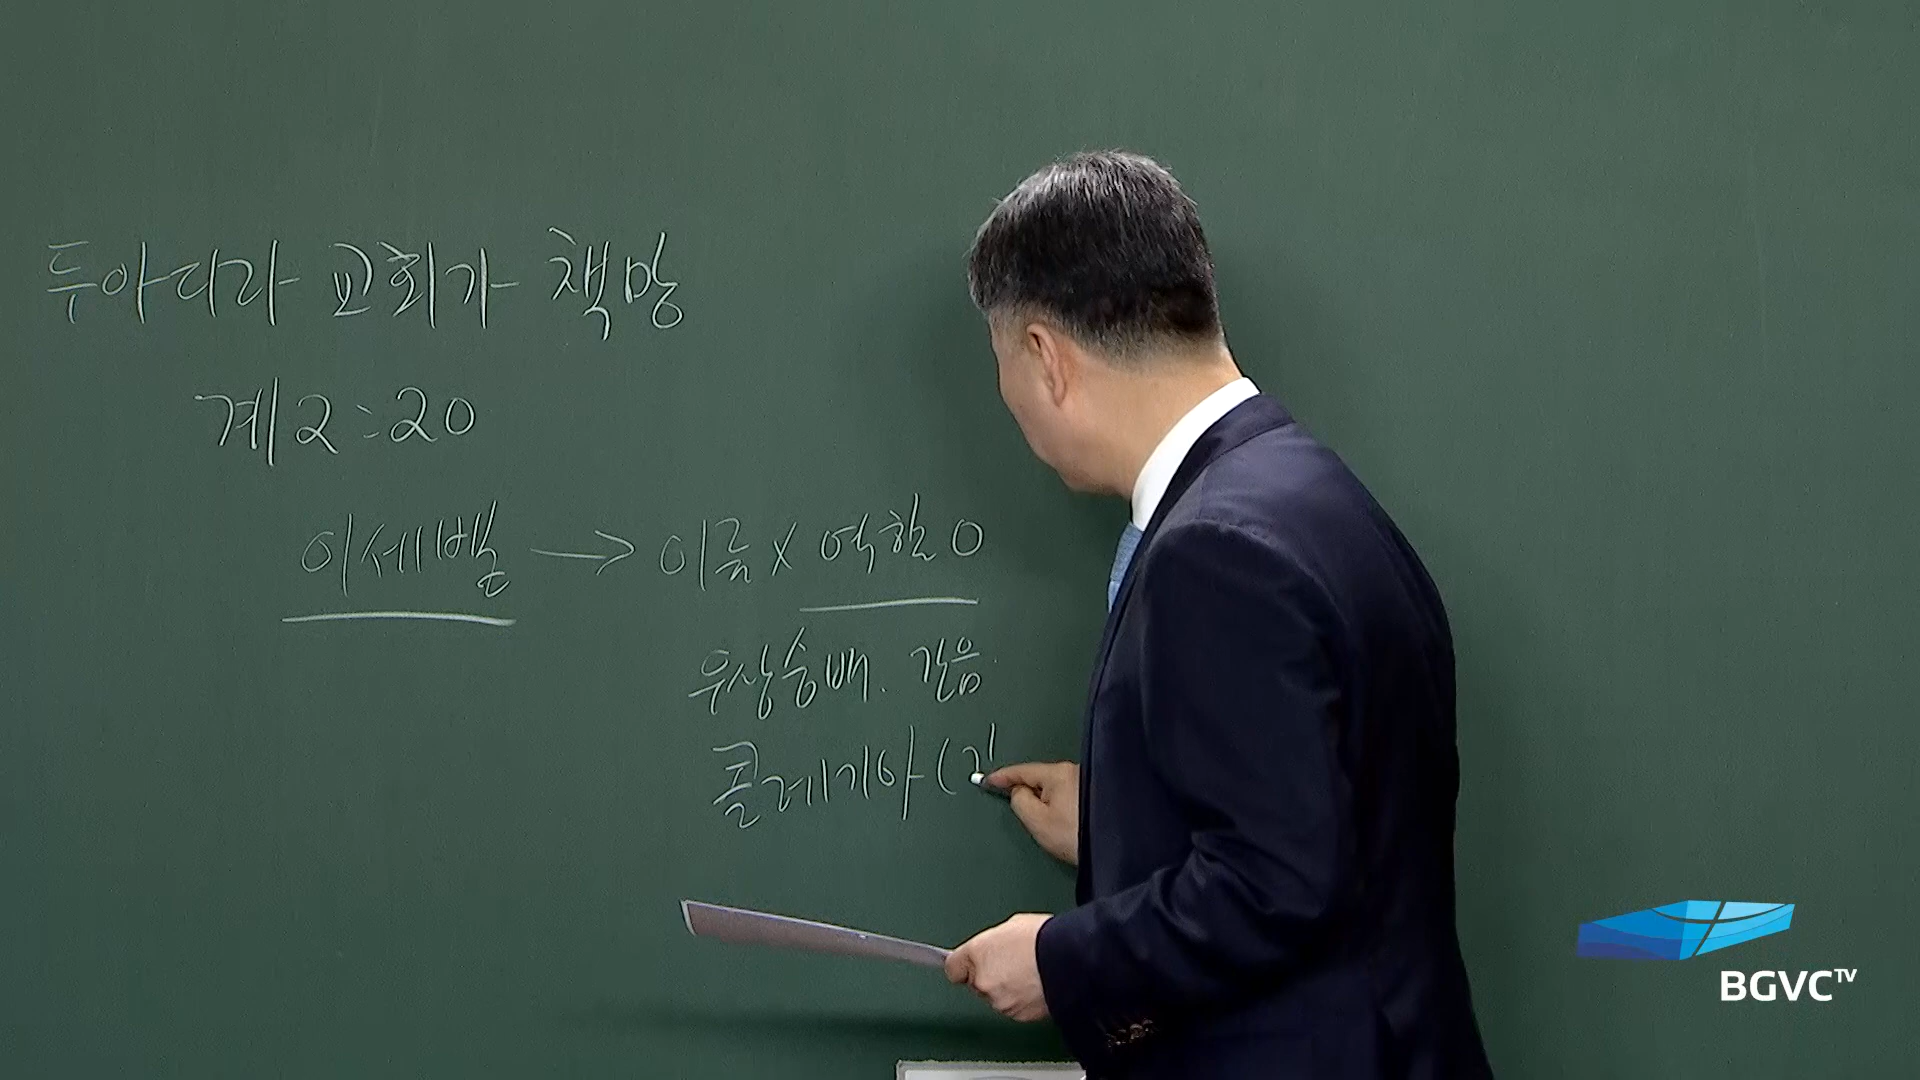 두아디라 교회가 책망
계2:20
이세벨 → 이름 X 역할 O
우상숭배. 간음.
콜레기아 (
BGVC TV